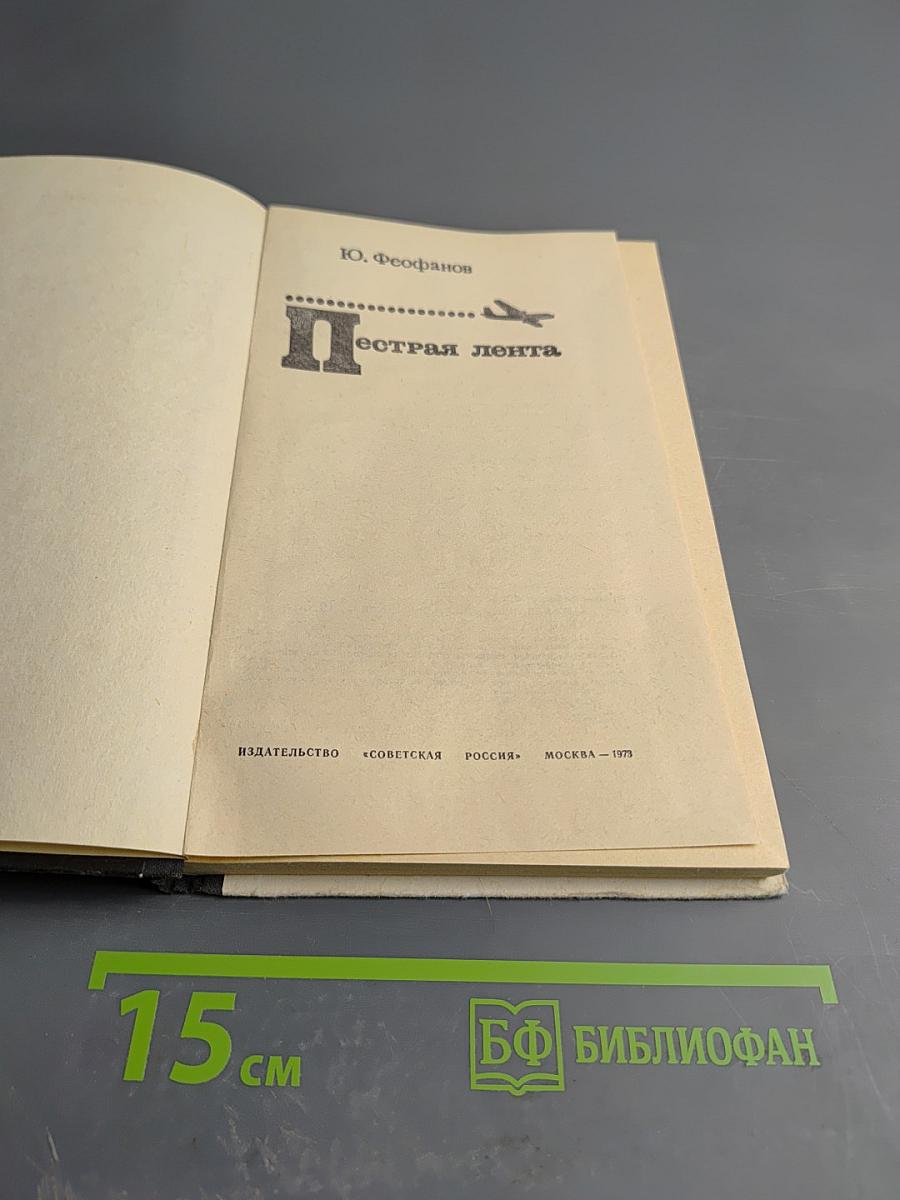 Ю. Феофанов
Пестрая лента
ИЗДАТЕЛЬСТВО «СОВЕТСКАЯ РОССИЯ» МОСКВА — 1973
15 см
БФ БИБЛИОФАН